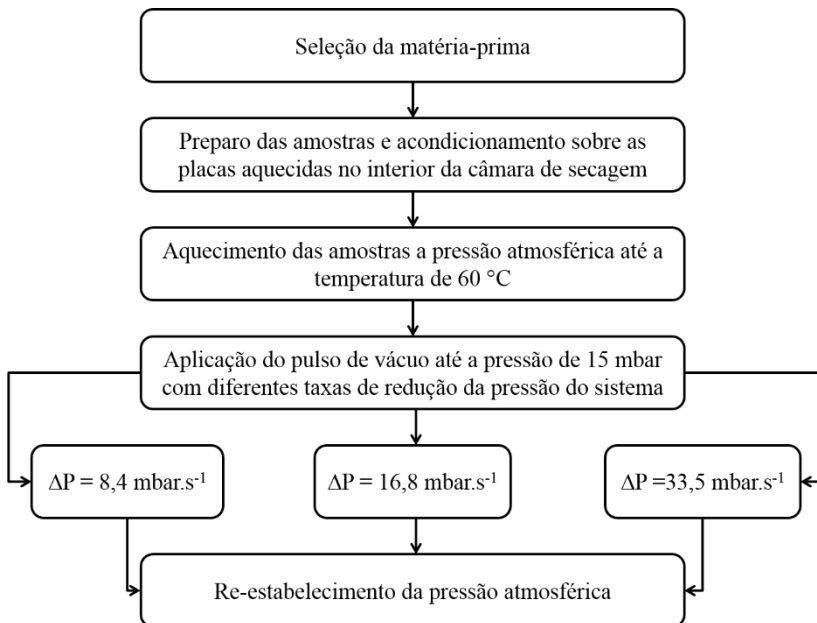 Seleção da matéria-prima
Preparo das amostras e acondicionamento sobre as
placas aquecidas no interior da câmara de secagem
Aquecimento das amostras a pressão atmosférica até a
temperatura de 60 °C
Aplicação do pulso de vácuo até a pressão de 15 mbar
com diferentes taxas de redução da pressão do sistema
ΔP = 8,4 mbar.s⁻¹
ΔP = 16,8 mbar.s⁻¹
ΔP =33,5 mbar.s⁻¹
Re-estabelecimento da pressão atmosférica